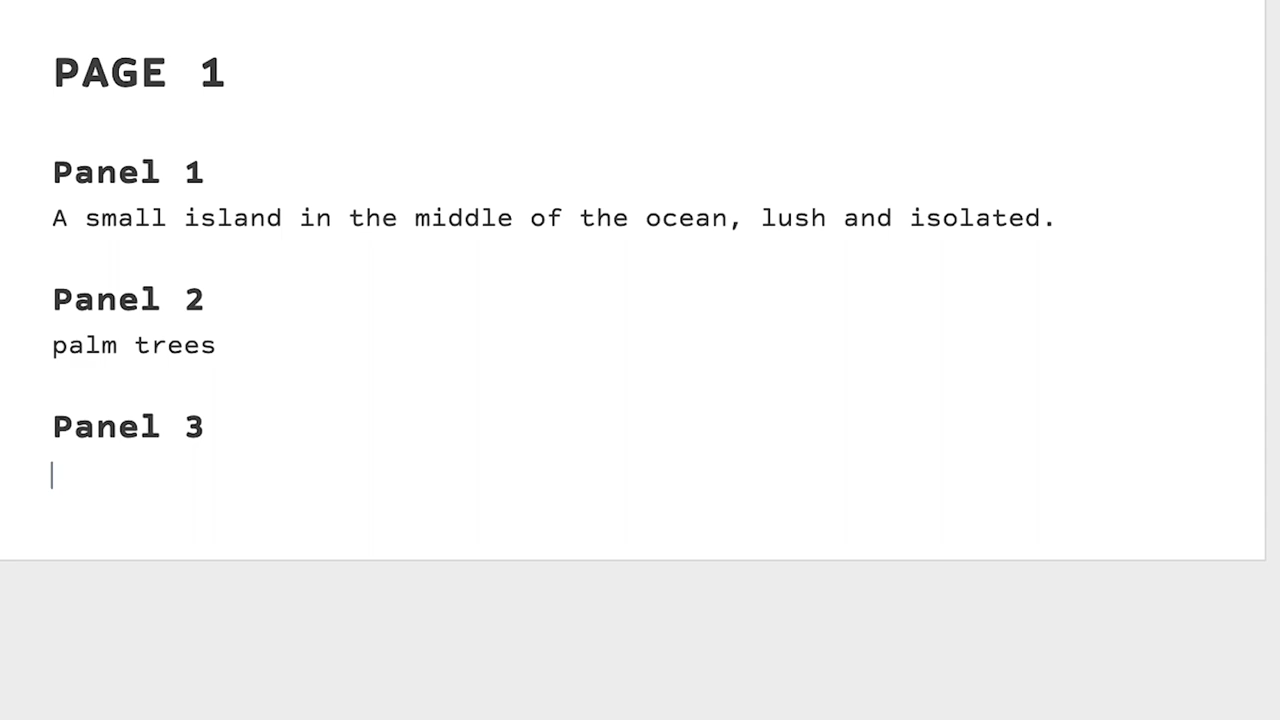 PAGE 1
Panel 1
A small island in the middle of the ocean, lush and isolated.
Panel 2
palm trees
Panel 3